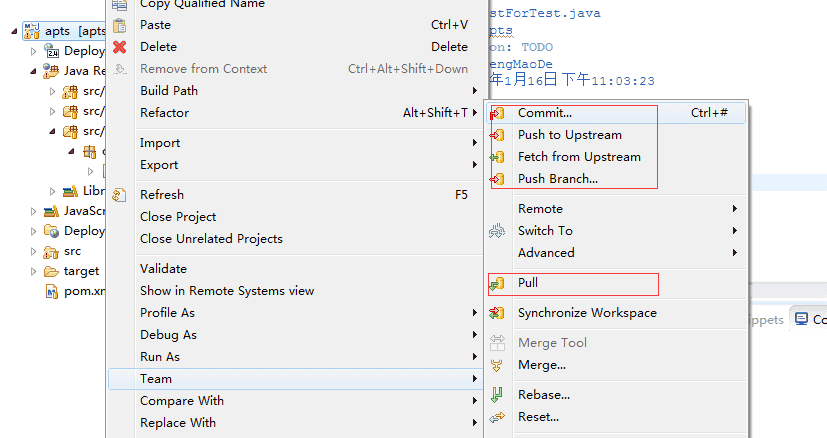 Copy Qualified Name
Paste Ctrl+V
Delete Delete
Remove from Context Ctrl+Alt+Shift+Down
Build Path
Refactor Alt+Shift+T
Import
Export
Refresh F5
Close Project
Close Unrelated Projects
Validate
Show in Remote Systems view
Profile As
Debug As
Run As
Team
Compare With
Replace With
apts [apts
Deploy
Java Re
src/
src/
src/
Libr
JavaScr
Deploy
src
target
pom.xm
stForTest.java
pts
on: TODO
engMaoDe
年1月16日 下午11:03:23
Commit... Ctrl+#
Push to Upstream
Fetch from Upstream
Push Branch...
Remote
Switch To
Advanced
Pull
Synchronize Workspace
Merge Tool
Merge...
Rebase...
Reset...
ippets
Co